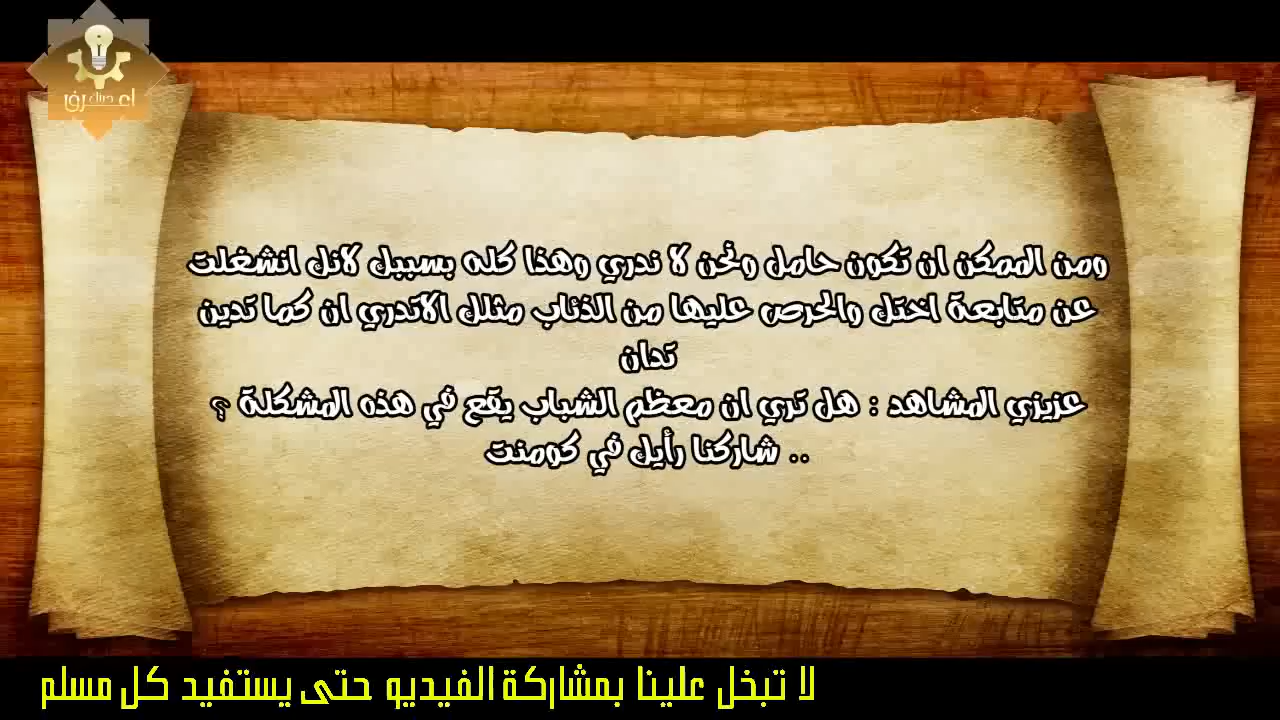 ومن الممكن ان تكون حامل ونحن لا ندري وهذا كله بسببك لانك انشغلت
عن متابعة اختك والحرص عليها من الذئاب مثلك الاتدري ان كما تدين
تدان
عزيزي المشاهد : هل تري ان معظم الشباب يقع في هذه المشكلة ؟
.. شاركنا رأيك في كومنت
لا تبخل علينا بمشاركة الفيديو حتى يستفيد كل مسلم